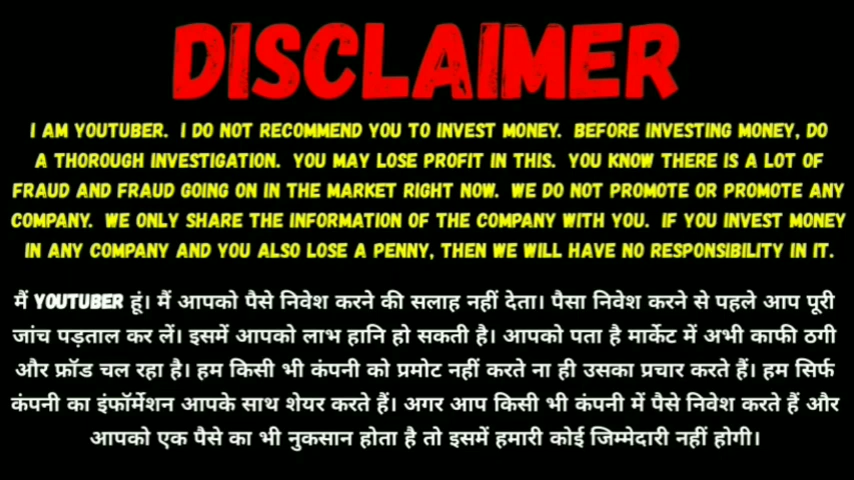 DISCLAIMER
I AM YOUTUBER. I DO NOT RECOMMEND YOU TO INVEST MONEY. BEFORE INVESTING MONEY, DO
A THOROUGH INVESTIGATION. YOU MAY LOSE PROFIT IN THIS. YOU KNOW THERE IS A LOT OF
FRAUD AND FRAUD GOING ON IN THE MARKET RIGHT NOW. WE DO NOT PROMOTE OR PROMOTE ANY
COMPANY. WE ONLY SHARE THE INFORMATION OF THE COMPANY WITH YOU. IF YOU INVEST MONEY
IN ANY COMPANY AND YOU ALSO LOSE A PENNY, THEN WE WILL HAVE NO RESPONSIBILITY IN IT.
मैं YOUTUBER हूं। मैं आपको पैसे निवेश करने की सलाह नहीं देता। पैसा निवेश करने से पहले आप पूरी
जांच पड़ताल कर लें। इसमें आपको लाभ हानि हो सकती है। आपको पता है मार्केट में अभी काफी ठगी
और फ्रॉड चल रहा है। हम किसी भी कंपनी को प्रमोट नहीं करते ना ही उसका प्रचार करते हैं। हम सिर्फ
कंपनी का इंफॉर्मेशन आपके साथ शेयर करते हैं। अगर आप किसी भी कंपनी में पैसे निवेश करते हैं और
आपको एक पैसे का भी नुकसान होता है तो इसमें हमारी कोई जिम्मेदारी नहीं होगी।